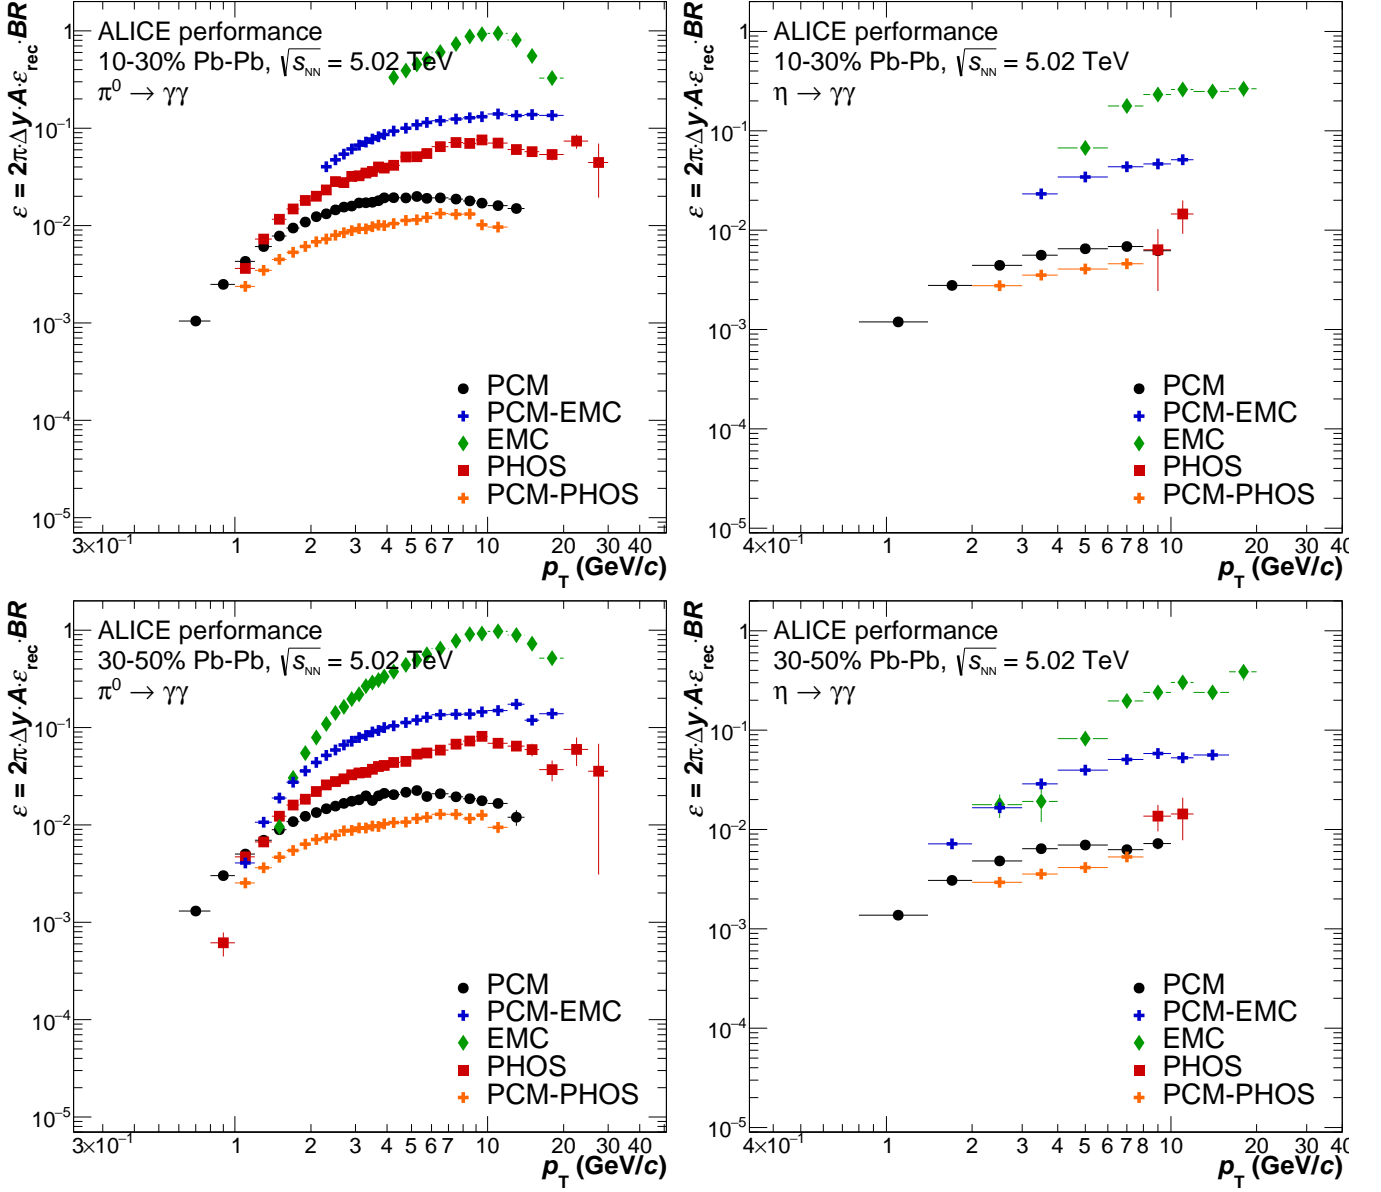 ε = 2π·Δy·A·ε_rec·BR
1
10⁻¹
10⁻²
10⁻³
10⁻⁴
10⁻⁵
ALICE performance
10-30% Pb-Pb, √s_NN = 5.02 TeV
π⁰ → γγ
PCM
PCM-EMC
EMC
PHOS
PCM-PHOS
3×10⁻¹ 1 2 3 4 5 6 7 10 20 30 40
p_T (GeV/c)
ε = 2π·Δy·A·ε_rec·BR
1
10⁻¹
10⁻²
10⁻³
10⁻⁴
10⁻⁵
ALICE performance
10-30% Pb-Pb, √s_NN = 5.02 TeV
η → γγ
PCM
PCM-EMC
EMC
PHOS
PCM-PHOS
4×10⁻¹ 1 2 3 4 5 6 7 8 10 20 30 40
p_T (GeV/c)
ε = 2π·Δy·A·ε_rec·BR
1
10⁻¹
10⁻²
10⁻³
10⁻⁴
10⁻⁵
ALICE performance
30-50% Pb-Pb, √s_NN = 5.02 TeV
π⁰ → γγ
PCM
PCM-EMC
EMC
PHOS
PCM-PHOS
3×10⁻¹ 1 2 3 4 5 6 7 10 20 30 40
p_T (GeV/c)
ε = 2π·Δy·A·ε_rec·BR
1
10⁻¹
10⁻²
10⁻³
10⁻⁴
10⁻⁵
ALICE performance
30-50% Pb-Pb, √s_NN = 5.02 TeV
η → γγ
PCM
PCM-EMC
EMC
PHOS
PCM-PHOS
4×10⁻¹ 1 2 3 4 5 6 7 8 10 20 30 40
p_T (GeV/c)